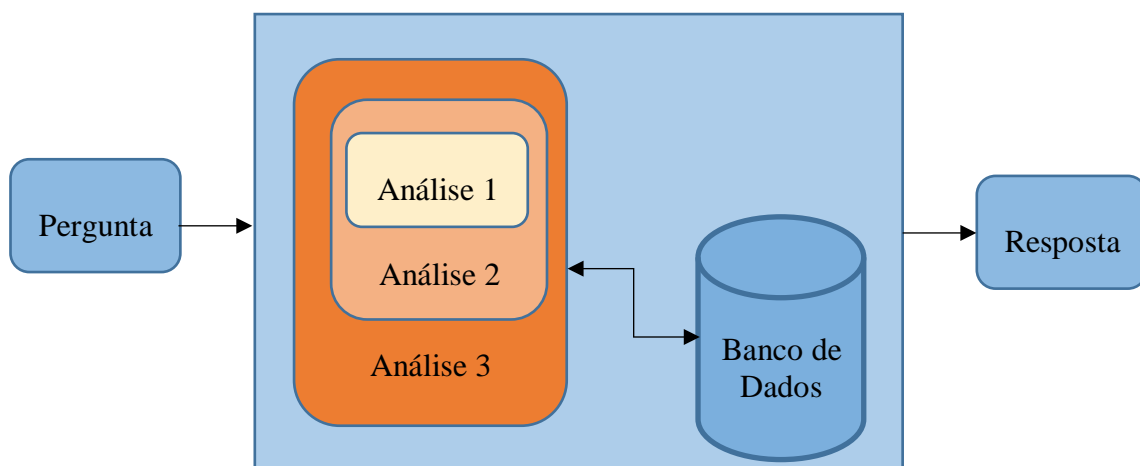 Pergunta
Análise 1
Análise 2
Análise 3
Banco de
Dados
Resposta